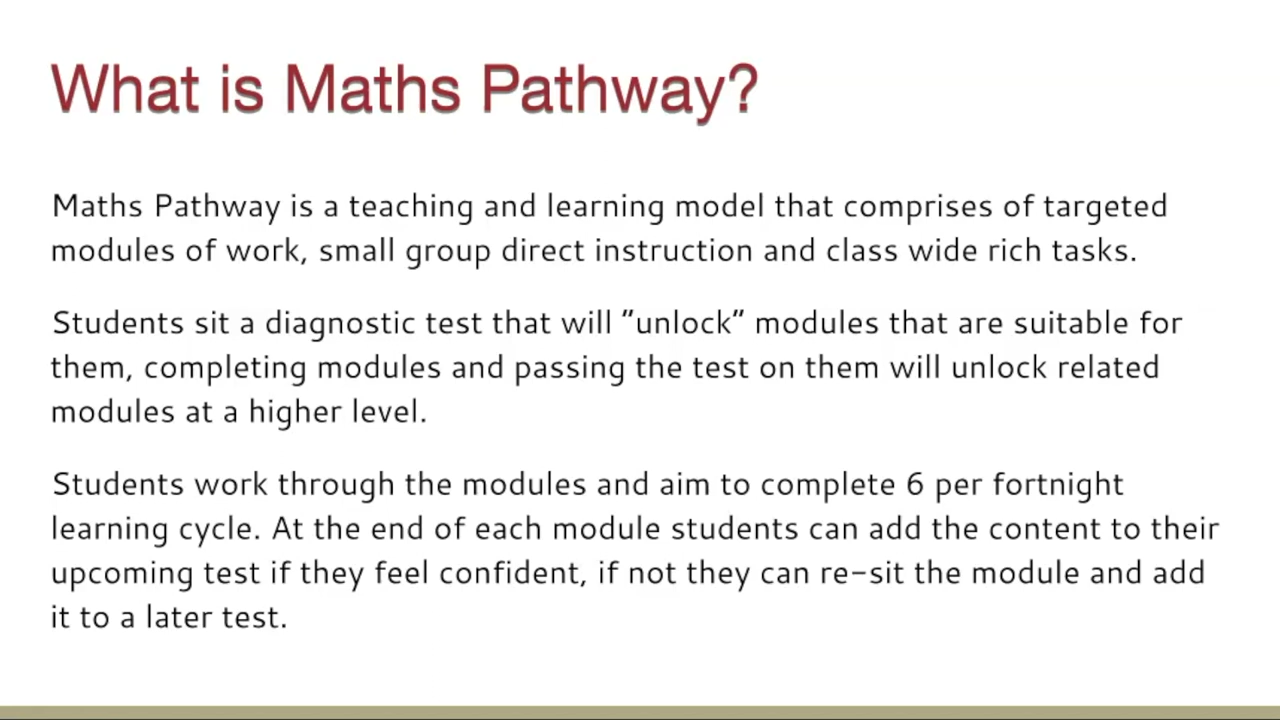 What is Maths Pathway?
Maths Pathway is a teaching and learning model that comprises of targeted
modules of work, small group direct instruction and class wide rich tasks.
Students sit a diagnostic test that will “unlock” modules that are suitable for
them, completing modules and passing the test on them will unlock related
modules at a higher level.
Students work through the modules and aim to complete 6 per fortnight
learning cycle. At the end of each module students can add the content to their
upcoming test if they feel confident, if not they can re-sit the module and add
it to a later test.